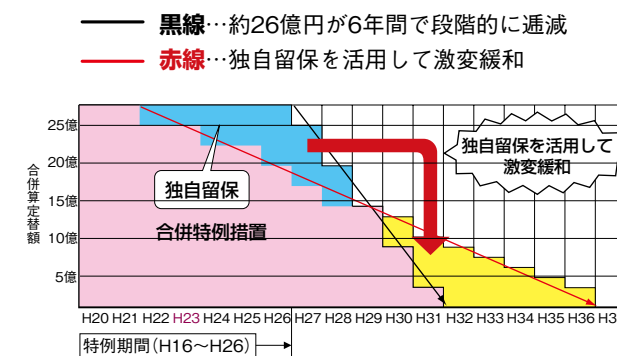 黒線…約26億円が6年間で段階的に逓減
赤線…独自留保を活用して激変緩和
合併算定替額
25億
20億
15億
10億
5億
独自留保を活用して
激変緩和
独自留保
合併特例措置
H20 H21 H22 H23 H24 H25 H26 H27 H28 H29 H30 H31 H32 H33 H34 H35 H36 H3
特例期間(H16〜H26)